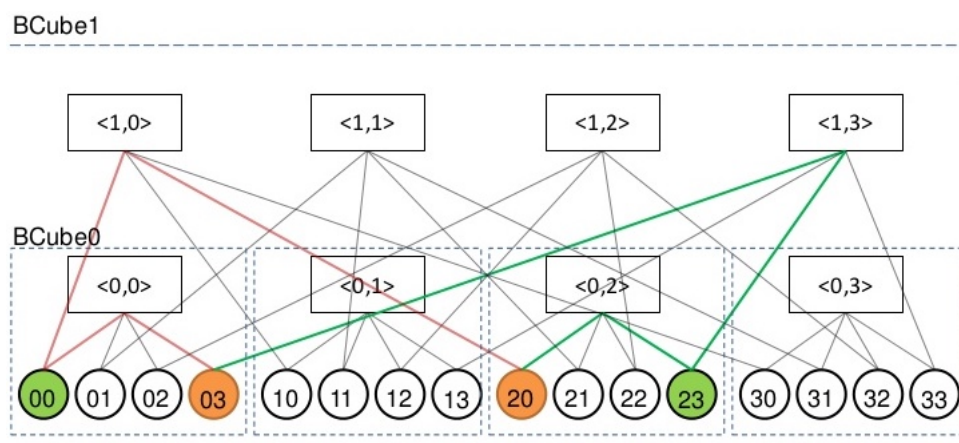 BCube1
<1,0> <1,1> <1,2> <1,3>
BCube0
<0,0> <0,1> <0,2> <0,3>
00 01 02 03 10 11 12 13 20 21 22 23 30 31 32 33